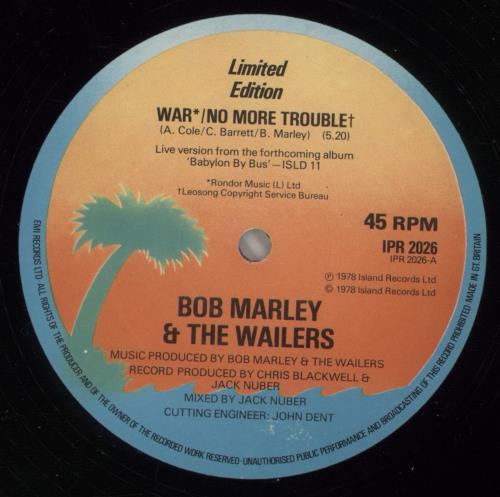 Limited
Edition
WAR*/NO MORE TROUBLE†
(A. Cole/C. Barrett/B. Marley) (5.20)
Live version from the forthcoming album
'Babylon By Bus'—ISLD 11
*Rondor Music (L) Ltd
†Leosong Copyright Service Bureau
45 RPM
IPR 2026
IPR 2026-A
℗ 1978 Island Records Ltd
© 1978 Island Records Ltd
BOB MARLEY
& THE WAILERS
MUSIC PRODUCED BY BOB MARLEY & THE WAILERS
RECORD PRODUCED BY CHRIS BLACKWELL &
JACK NUBER
MIXED BY JACK NUBER
CUTTING ENGINEER: JOHN DENT
EMI RECORDS LTD ALL RIGHTS OF THE PRODUCER AND OF THE OWNER OF THE RECORDED WORK RESERVED·UNAUTHORISED PUBLIC PERFORMANCE AND BROADCASTING OF THIS RECORD PROHIBITED MADE IN GT. BRITAIN